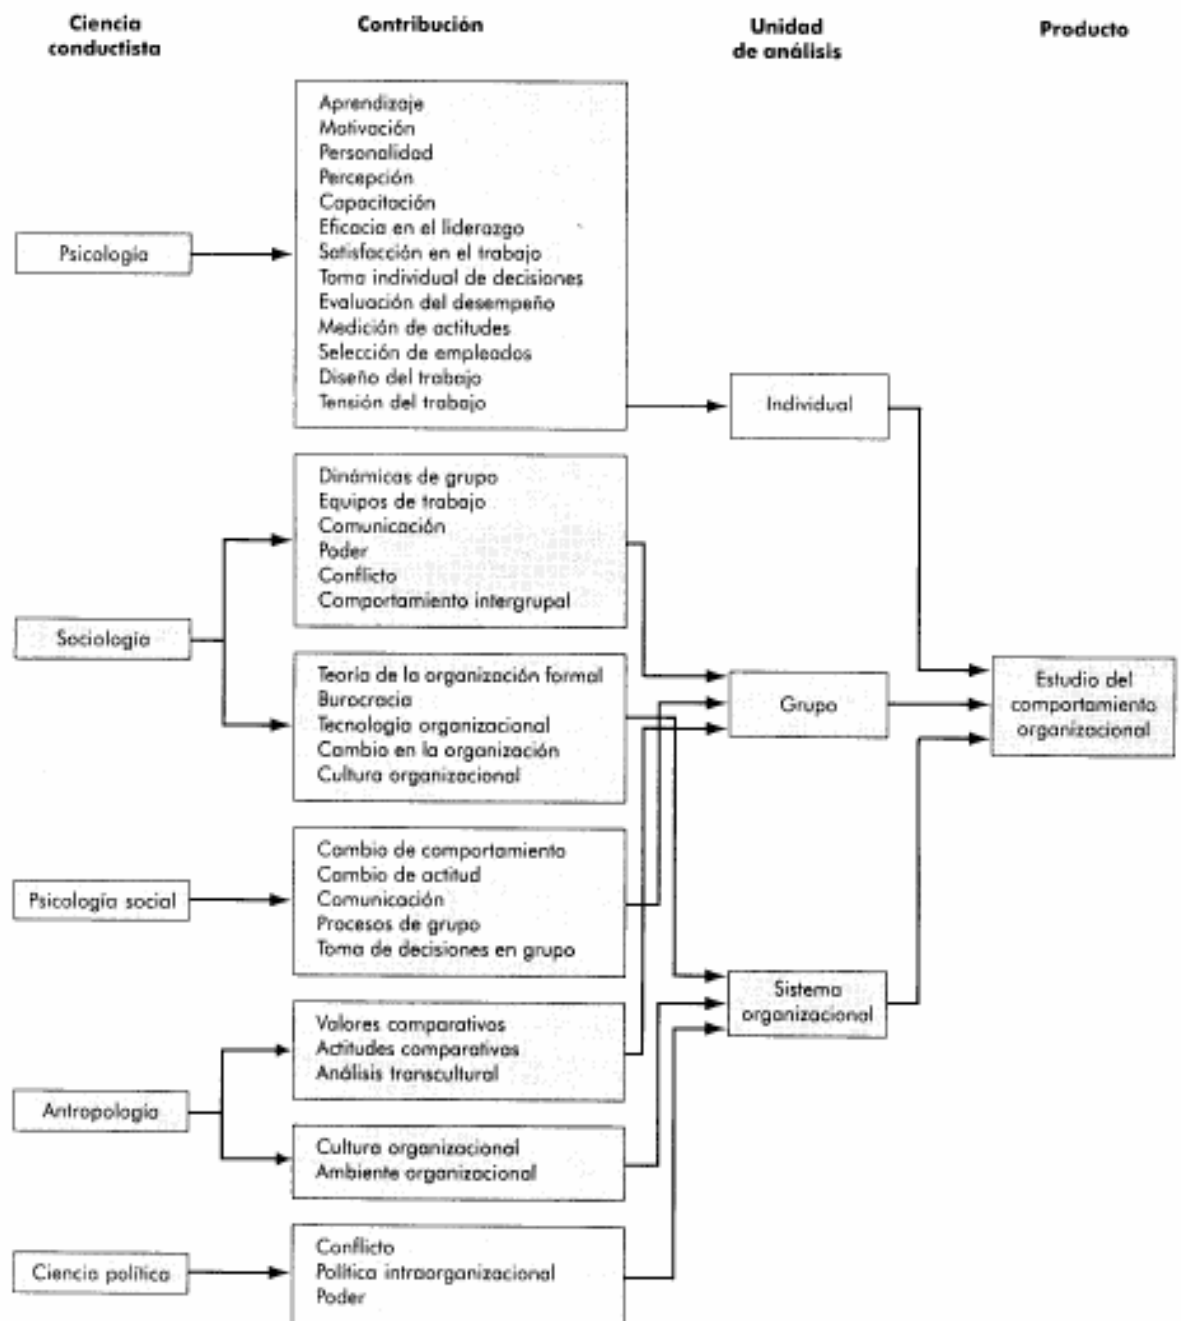 Ciencia
conductista
Contribución
Unidad
de análisis
Producto
Psicología
Aprendizaje
Motivación
Personalidad
Percepción
Capacitación
Eficacia en el liderazgo
Satisfacción en el trabajo
Toma individual de decisiones
Evaluación del desempeño
Medición de actitudes
Selección de empleados
Diseño del trabajo
Tensión del trabajo
Individual
Sociología
Dinámicas de grupo
Equipos de trabajo
Comunicación
Poder
Conflicto
Comportamiento intergrupal
Teoría de la organización formal
Burocracia
Tecnología organizacional
Cambio en la organización
Cultura organizacional
Grupo
Estudio del
comportamiento
organizacional
Psicología social
Cambio de comportamiento
Cambio de actitud
Comunicación
Procesos de grupo
Toma de decisiones en grupo
Sistema
organizacional
Antropología
Valores comparativos
Actitudes comparativas
Análisis transcultural
Cultura organizacional
Ambiente organizacional
Ciencia política
Conflicto
Política intraorganizacional
Poder